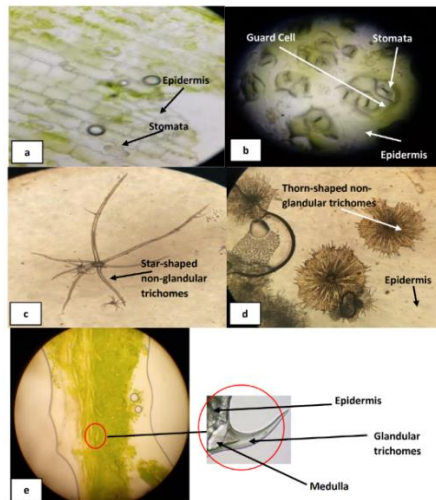 Epidermis
Stomata
a
Guard Cell
Stomata
Epidermis
b
Star-shaped
non-glandular
trichomes
c
Thorn-shaped non-
glandular trichomes
Epidermis
d
e
Epidermis
Glandular
trichomes
Medulla